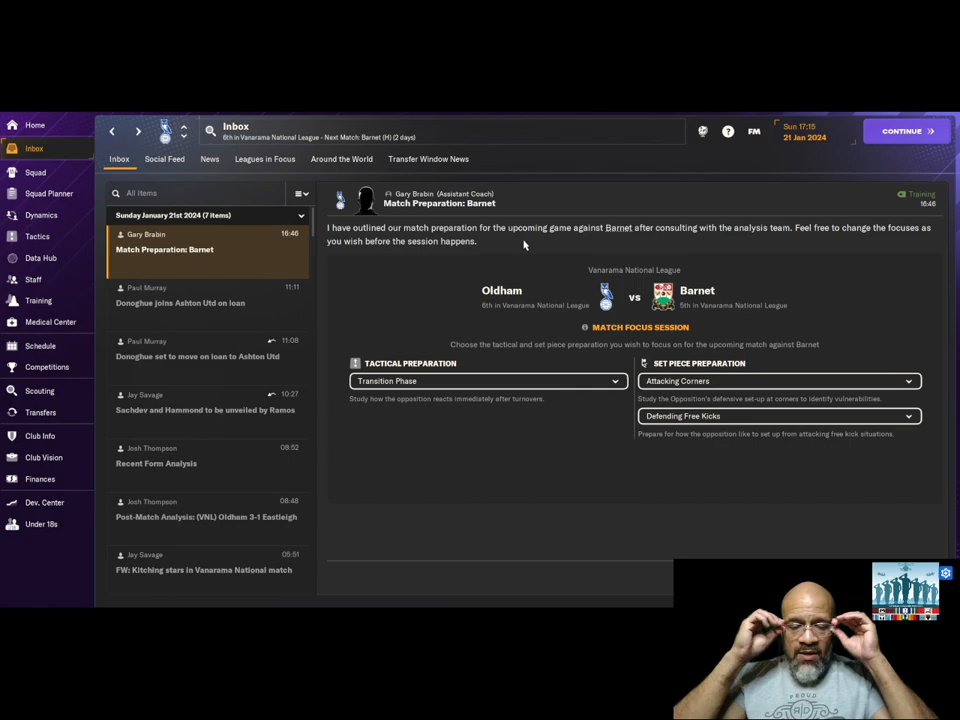 Home
Inbox
Squad
Squad Planner
Dynamics
Tactics
Data Hub
Staff
Training
Medical Center
Schedule
Competitions
Scouting
Transfers
Club Info
Club Vision
Finances
Dev. Center
Under 18s
Inbox
6th in Vanarama National League - Next Match: Barnet (H) (2 days)
FM
Sun 17:15
21 Jan 2024
CONTINUE
Inbox Social Feed News Leagues in Focus Around the World Transfer Window News
All Items
Sunday January 21st 2024 (7 items)
Gary Brabin 16:46
Match Preparation: Barnet
Paul Murray 11:11
Donoghue joins Ashton Utd on loan
Paul Murray 11:08
Donoghue set to move on loan to Ashton Utd
Jay Savage 10:27
Sachdev and Hammond to be unveiled by Ramos
Josh Thompson 08:52
Recent Form Analysis
Josh Thompson 08:48
Post-Match Analysis: (VNL) Oldham 3-1 Eastleigh
Jay Savage 05:51
FW: Kitching stars in Vanarama National match
Gary Brabin (Assistant Coach)
Match Preparation: Barnet
Training
16:46
I have outlined our match preparation for the upcoming game against Barnet after consulting with the analysis team. Feel free to change the focuses as
you wish before the session happens.
Vanarama National League
Oldham vs Barnet
6th in Vanarama National League 5th in Vanarama National League
MATCH FOCUS SESSION
Choose the tactical and set piece preparation you wish to focus on for the upcoming match against Barnet
TACTICAL PREPARATION
Transition Phase
Study how the opposition reacts immediately after turnovers.
SET PIECE PREPARATION
Attacking Corners
Study the Opposition's defensive set-up at corners to identify vulnerabilities.
Defending Free Kicks
Prepare for how the opposition like to set up from attacking free kick situations.
PROUD